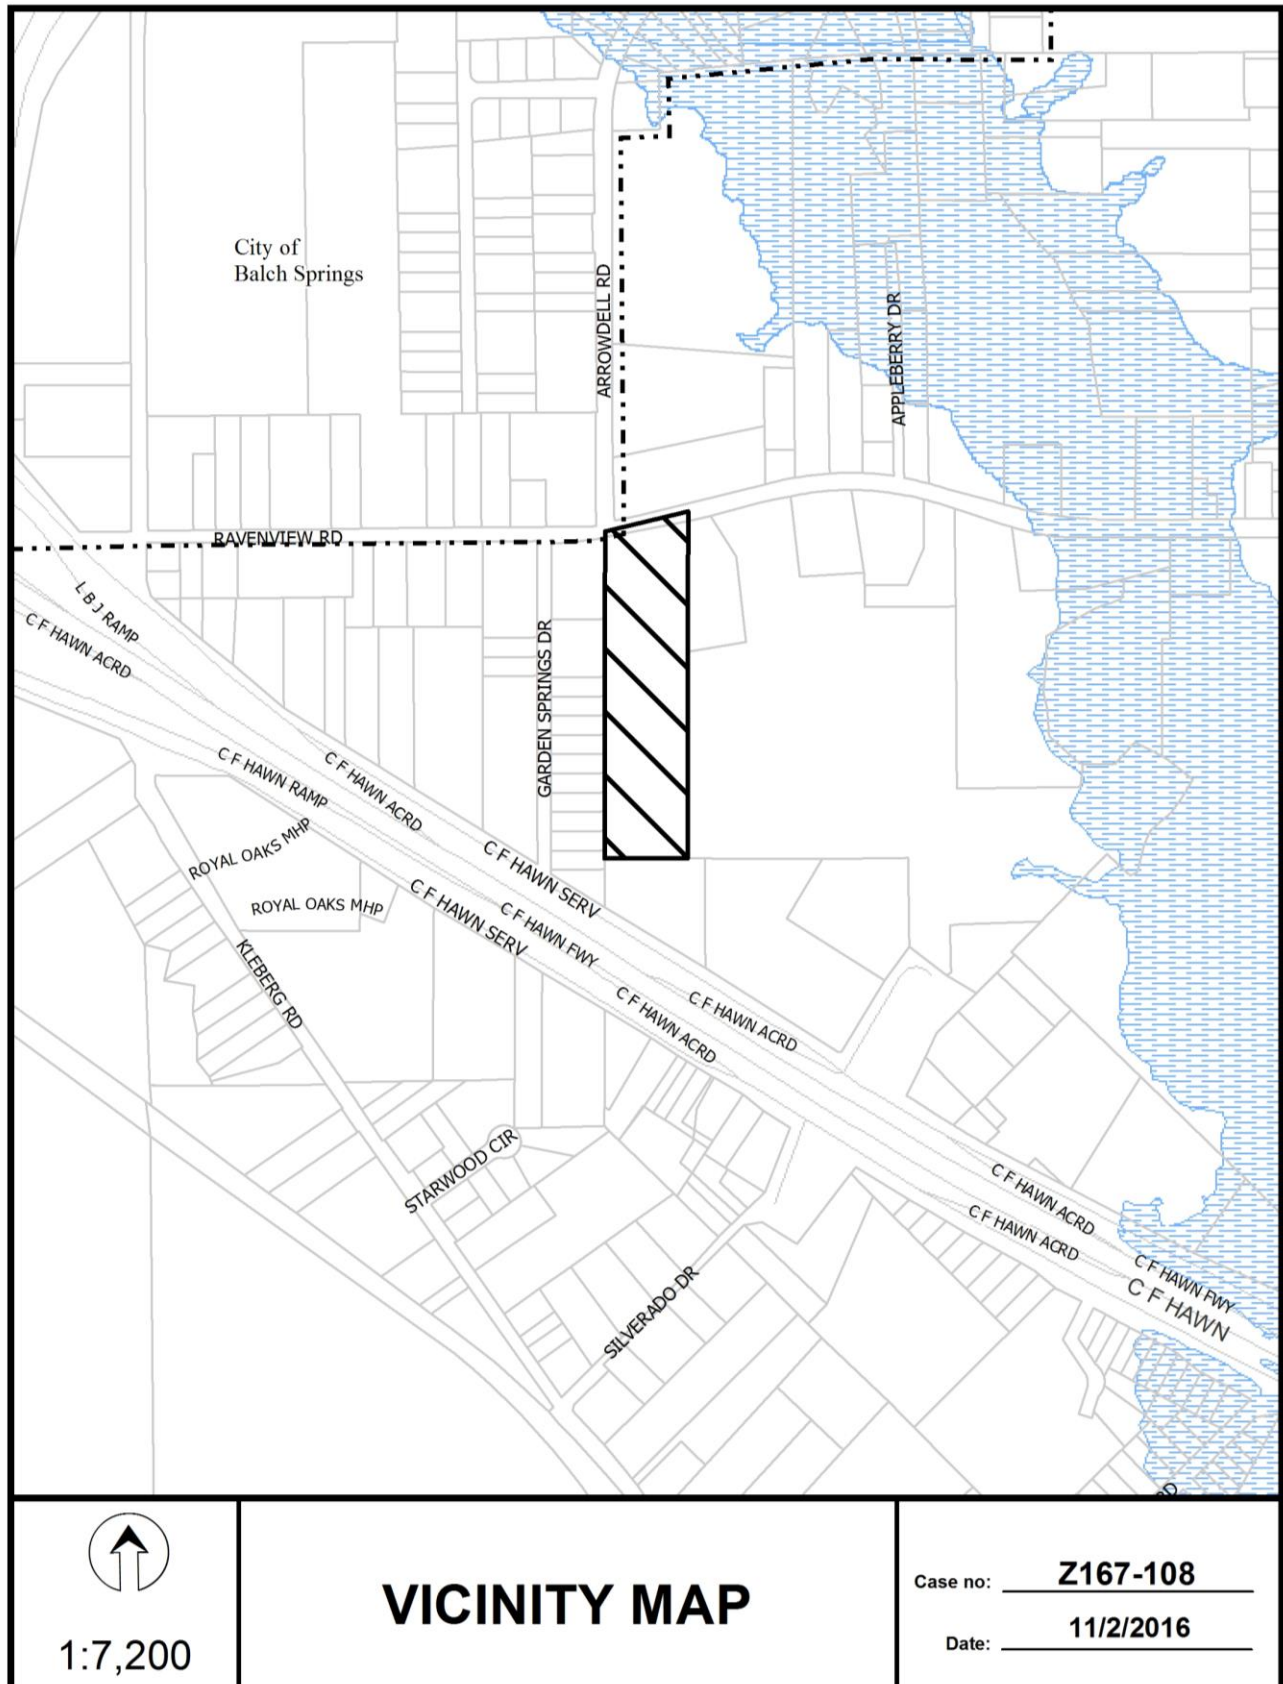 City of
Balch Springs
ARROWDELL RD
APPLEBERRY DR
RAVENVIEW RD
L B J RAMP
C F HAWN ACRD
GARDEN SPRINGS DR
C F HAWN RAMP
C F HAWN ACRD
ROYAL OAKS MHP
ROYAL OAKS MHP
C F HAWN SERV
C F HAWN SERV
C F HAWN FWY
KLEBERG RD
C F HAWN ACRD
C F HAWN ACRD
STARWOOD CIR
C F HAWN ACRD
C F HAWN ACRD
C F HAWN FWY
C F HAWN
SILVERADO DR
RD
1:7,200
VICINITY MAP
Case no: Z167-108
Date: 11/2/2016